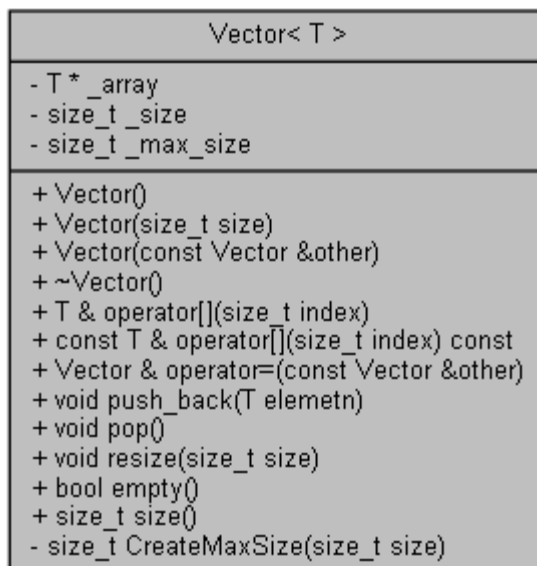 Vector< T >
- T * _array
- size_t _size
- size_t _max_size
+ Vector()
+ Vector(size_t size)
+ Vector(const Vector &other)
+ ~Vector()
+ T & operator[](size_t index)
+ const T & operator[](size_t index) const
+ Vector & operator=(const Vector &other)
+ void push_back(T elemetn)
+ void pop()
+ void resize(size_t size)
+ bool empty()
+ size_t size()
- size_t CreateMaxSize(size_t size)